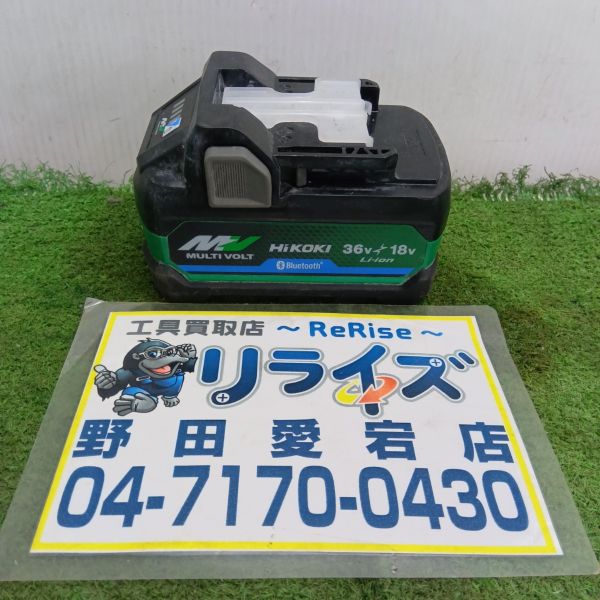 MV
MULTI VOLT
HiKOKI
36V⇌18V
Li-ion
Bluetooth®
工具買取店 ～ReRise～
リライズ
野田愛宕店
04-7170-0430